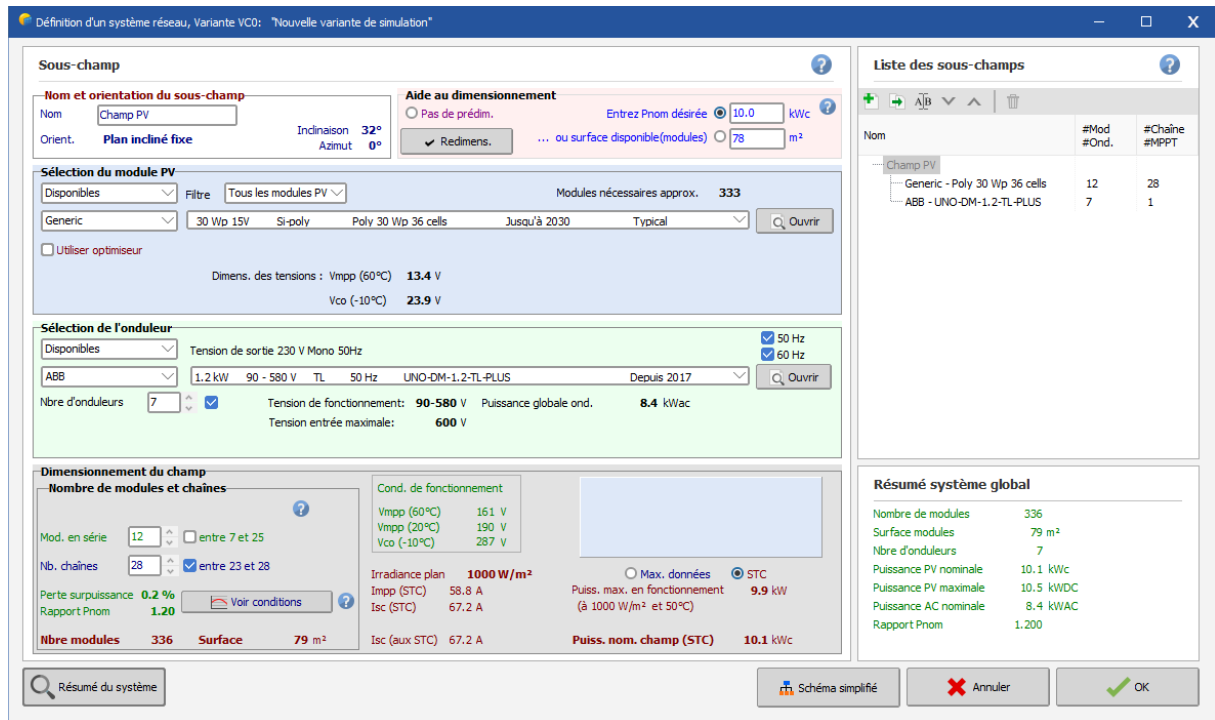 Définition d'un système réseau, Variante VC0: "Nouvelle variante de simulation"
Sous-champ
Nom et orientation du sous-champ
Nom Champ PV
Orient. Plan incliné fixe
Inclinaison 32°
Azimut 0°
Aide au dimensionnement
Pas de prédim. Entrez Pnom désirée 10.0 kWc
Redimens. ... ou surface disponible(modules) 78 m²
Sélection du module PV
Disponibles Filtre Tous les modules PV Modules nécessaires approx. 333
Generic 30 Wp 15V Si-poly Poly 30 Wp 36 cells Jusqu'à 2030 Typical Ouvrir
Utiliser optimiseur
Dimens. des tensions : Vmpp (60°C) 13.4 V
Vco (-10°C) 23.9 V
Sélection de l'onduleur
Disponibles Tension de sortie 230 V Mono 50Hz
50 Hz
60 Hz
ABB 1.2 kW 90 - 580 V TL 50 Hz UNO-DM-1.2-TL-PLUS Depuis 2017 Ouvrir
Nbre d'onduleurs 7 Tension de fonctionnement: 90-580 V Puissance globale ond. 8.4 kWac
Tension entrée maximale: 600 V
Dimensionnement du champ
Nombre de modules et chaînes
Mod. en série 12 entre 7 et 25
Nb. chaînes 28 entre 23 et 28
Perte surpuissance 0.2 %
Rapport Pnom 1.20
Voir conditions
Nbre modules 336 Surface 79 m²
Cond. de fonctionnement
Vmpp (60°C) 161 V
Vmpp (20°C) 190 V
Vco (-10°C) 287 V
Irradiance plan 1000 W/m² Max. données STC
Impp (STC) 58.8 A Puiss. max. en fonctionnement 9.9 kW
Isc (STC) 67.2 A (à 1000 W/m² et 50°C)
Isc (aux STC) 67.2 A Puiss. nom. champ (STC) 10.1 kWc
Liste des sous-champs
Nom #Mod #Chaîne
#Ond. #MPPT
Champ PV
Generic - Poly 30 Wp 36 cells 12 28
ABB - UNO-DM-1.2-TL-PLUS 7 1
Résumé système global
Nombre de modules 336
Surface modules 79 m²
Nbre d'onduleurs 7
Puissance PV nominale 10.1 kWc
Puissance PV maximale 10.5 kWDC
Puissance AC nominale 8.4 kWAC
Rapport Pnom 1.200
Résumé du système Schéma simplifié Annuler OK